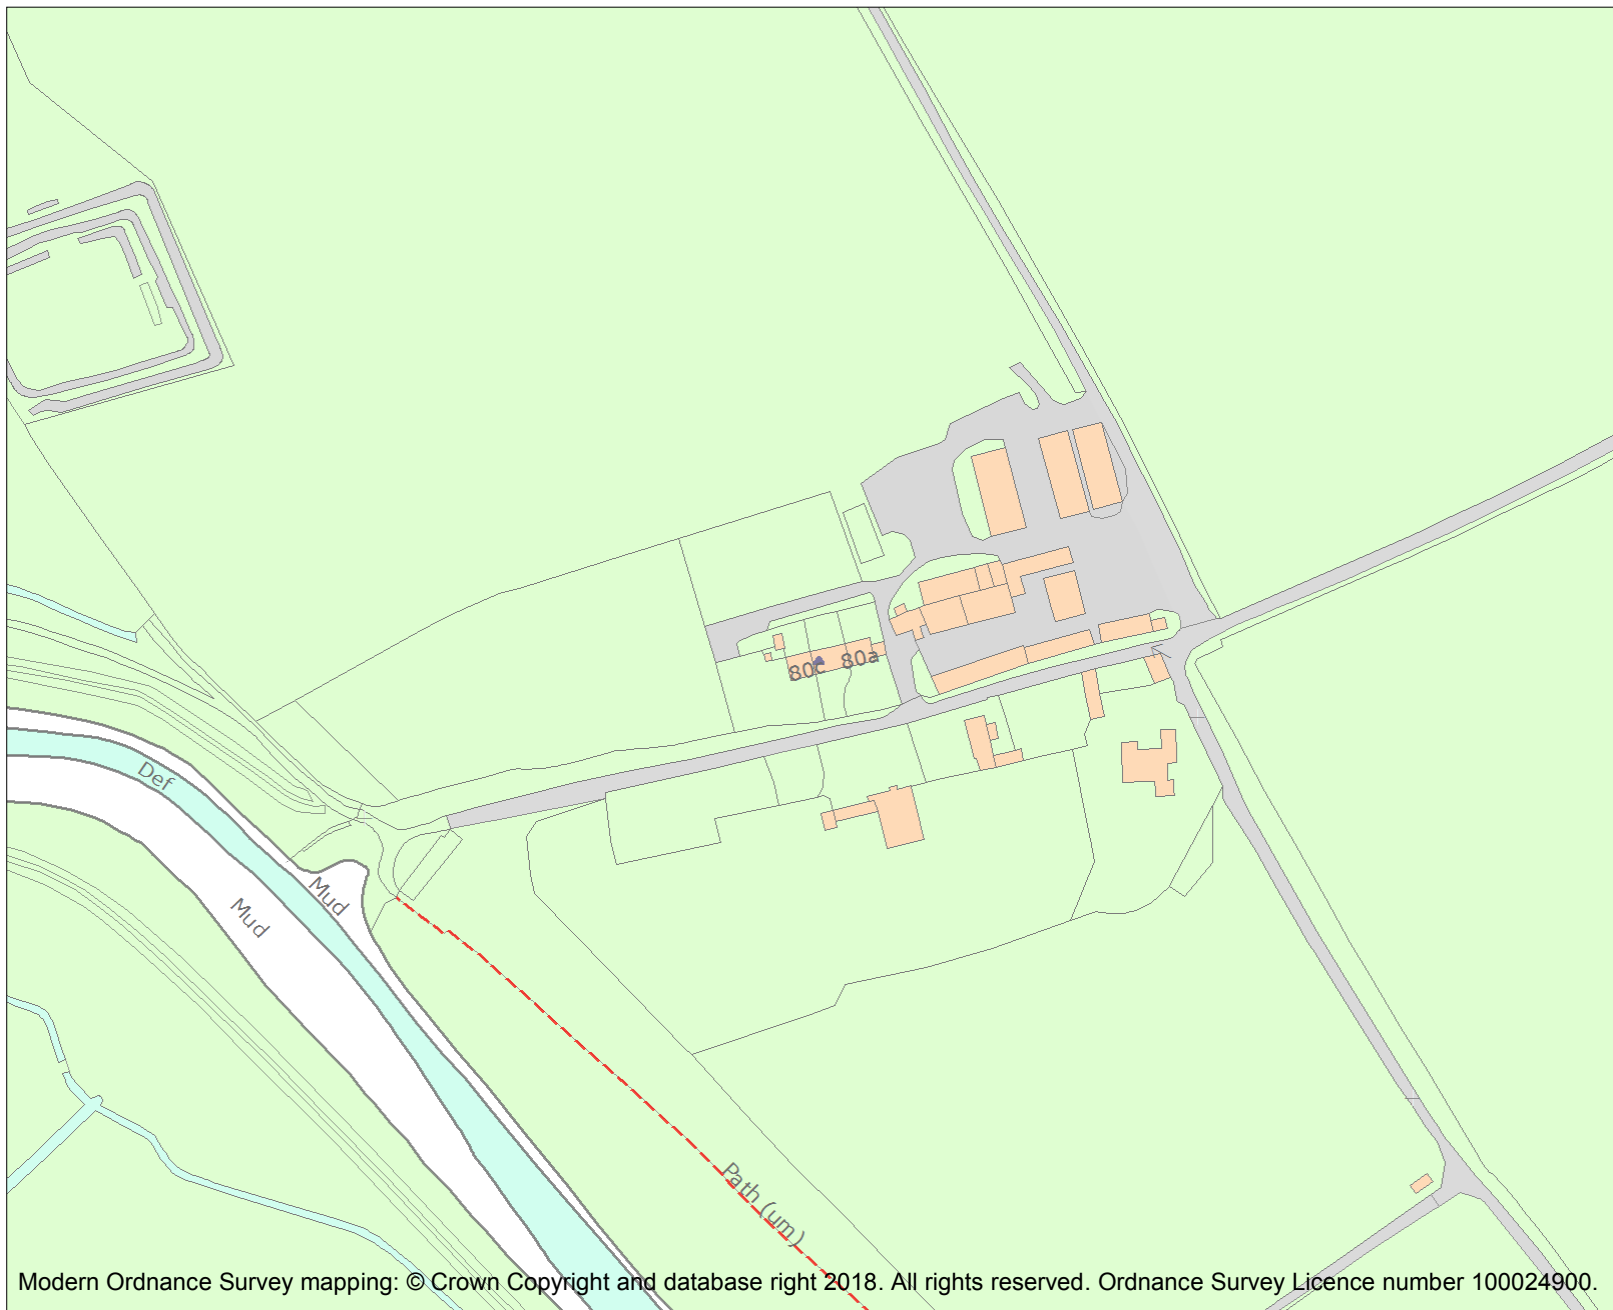 80c 80a
Def
Mud
Mud
Path (um)
Modern Ordnance Survey mapping: © Crown Copyright and database right 2018. All rights reserved. Ordnance Survey Licence number 100024900.